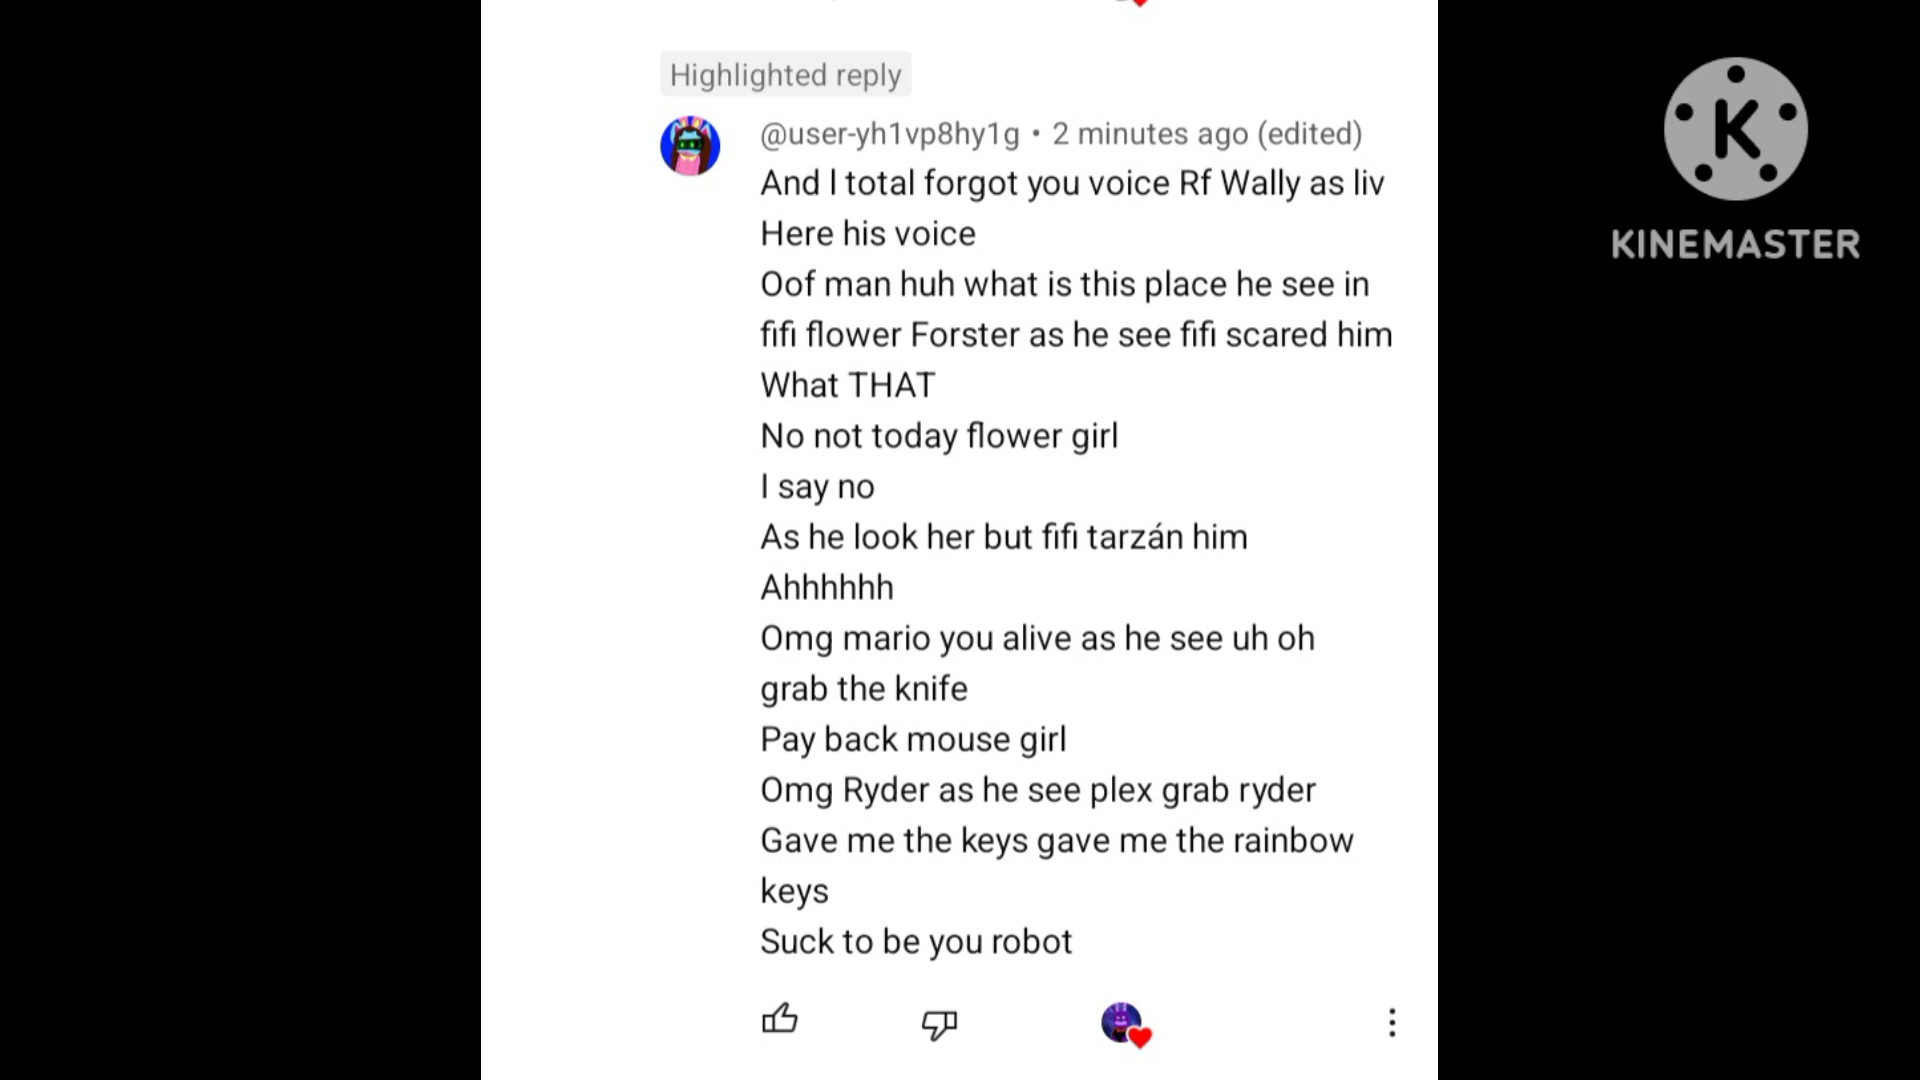 Highlighted reply
@user-yh1vp8hy1g • 2 minutes ago (edited)
And I total forgot you voice Rf Wally as liv
Here his voice
Oof man huh what is this place he see in
fifi flower Forster as he see fifi scared him
What THAT
No not today flower girl
I say no
As he look her but fifi tarzán him
Ahhhhhh
Omg mario you alive as he see uh oh
grab the knife
Pay back mouse girl
Omg Ryder as he see plex grab ryder
Gave me the keys gave me the rainbow
keys
Suck to be you robot
K
KINEMASTER